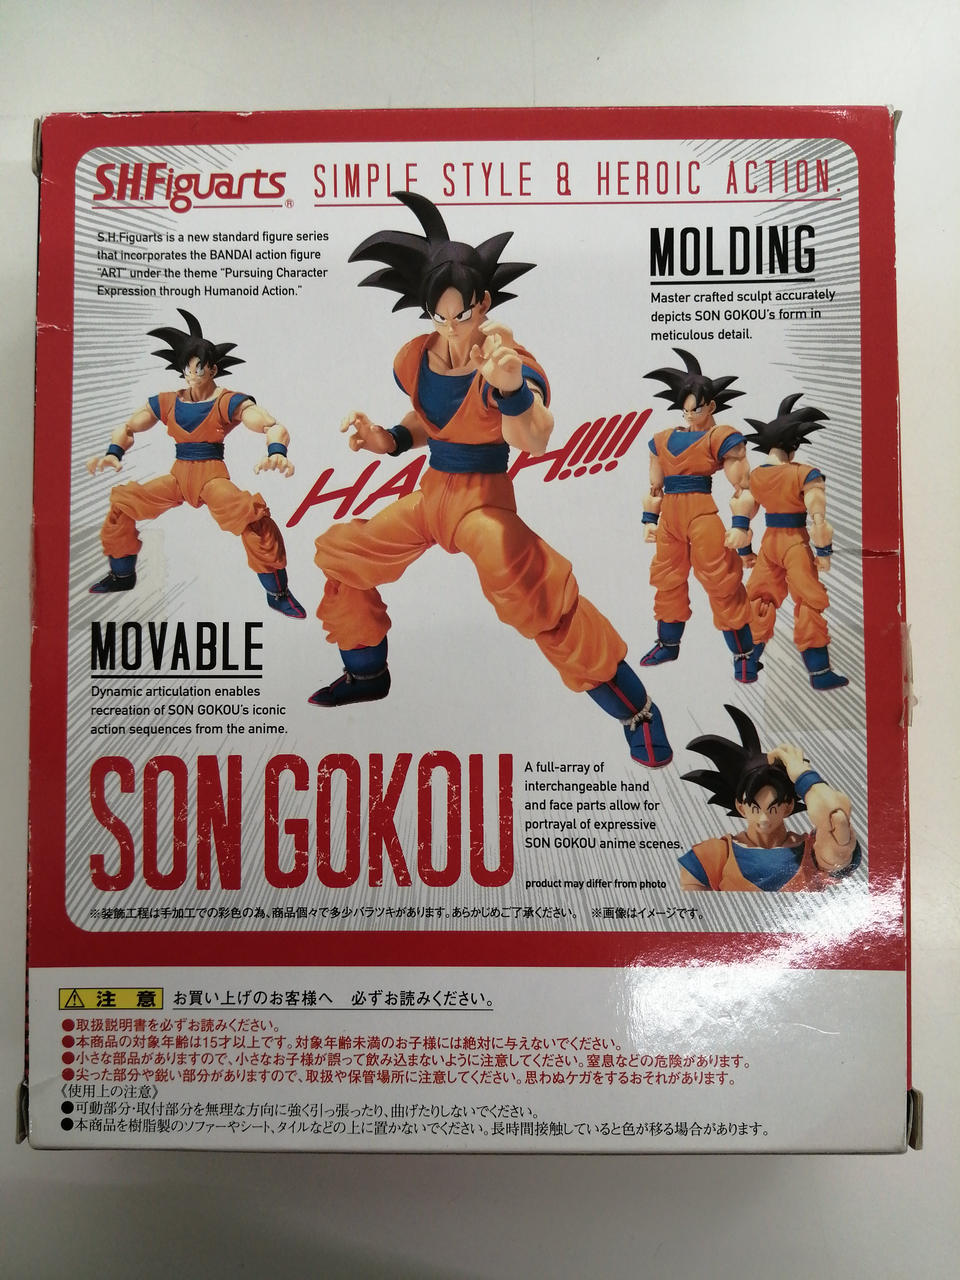 S.H.Figuarts® SIMPLE STYLE & HEROIC ACTION.
S.H.Figuarts is a new standard figure series
that incorporates the BANDAI action figure
"ART" under the theme "Pursuing Character
Expression through Humanoid Action."
MOLDING
Master crafted sculpt accurately
depicts SON GOKOU's form in
meticulous detail.
MOVABLE
Dynamic articulation enables
recreation of SON GOKOU's iconic
action sequences from the anime.
SON GOKOU
A full-array of
interchangeable hand
and face parts allow for
portrayal of expressive
SON GOKOU anime scenes.
product may differ from photo
※装飾工程は手加工での彩色の為、商品個々で多少バラツキがあります。あらかじめご了承ください。 ※画像はイメージです。
注意 お買い上げのお客様へ 必ずお読みください。
●取扱説明書を必ずお読みください。
●本商品の対象年齢は15才以上です。対象年齢未満のお子様には絶対に与えないでください。
●小さな部品がありますので、小さなお子様が誤って飲み込まないように注意してください。窒息などの危険があります。
●尖った部分や鋭い部分がありますので、取扱や保管場所に注意してください。思わぬケガをするおそれがあります。
《使用上の注意》
●可動部分・取付部分を無理な方向に強く引っ張ったり、曲げたりしないでください。
●本商品を樹脂製のソファーやシート、タイルなどの上に置かないでください。長時間接触していると色が移る場合があります。